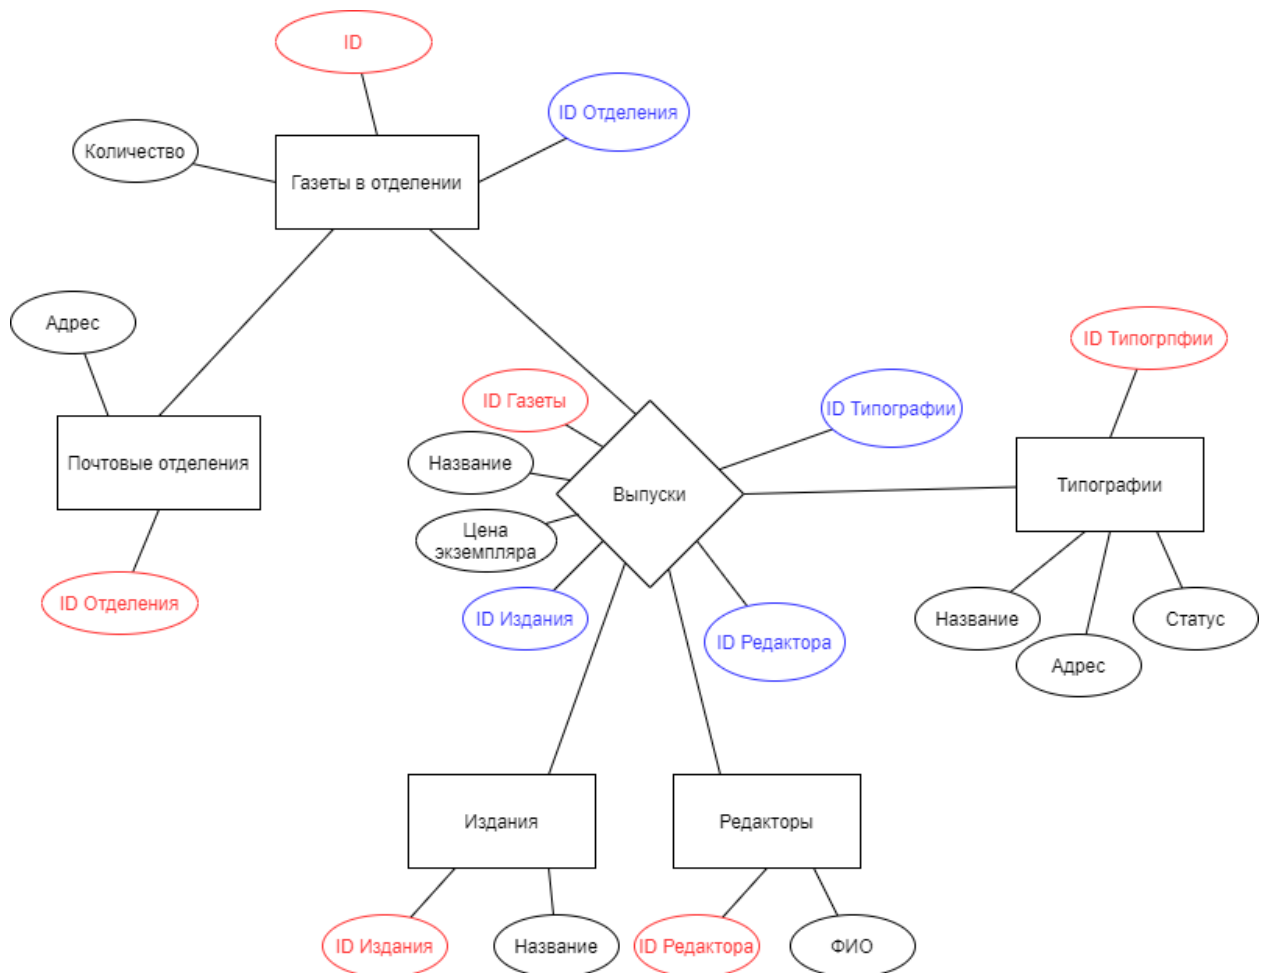 ID
ID Отделения
Количество
Газеты в отделении
Адрес
ID Типогрпфии
ID Газеты
ID Типографии
Название
Почтовые отделения
Выпуски
Типографии
Цена
экземпляра
ID Отделения
ID Издания
ID Редактора
Название
Адрес
Статус
Издания
Редакторы
ID Издания
Название
ID Редактора
ФИО